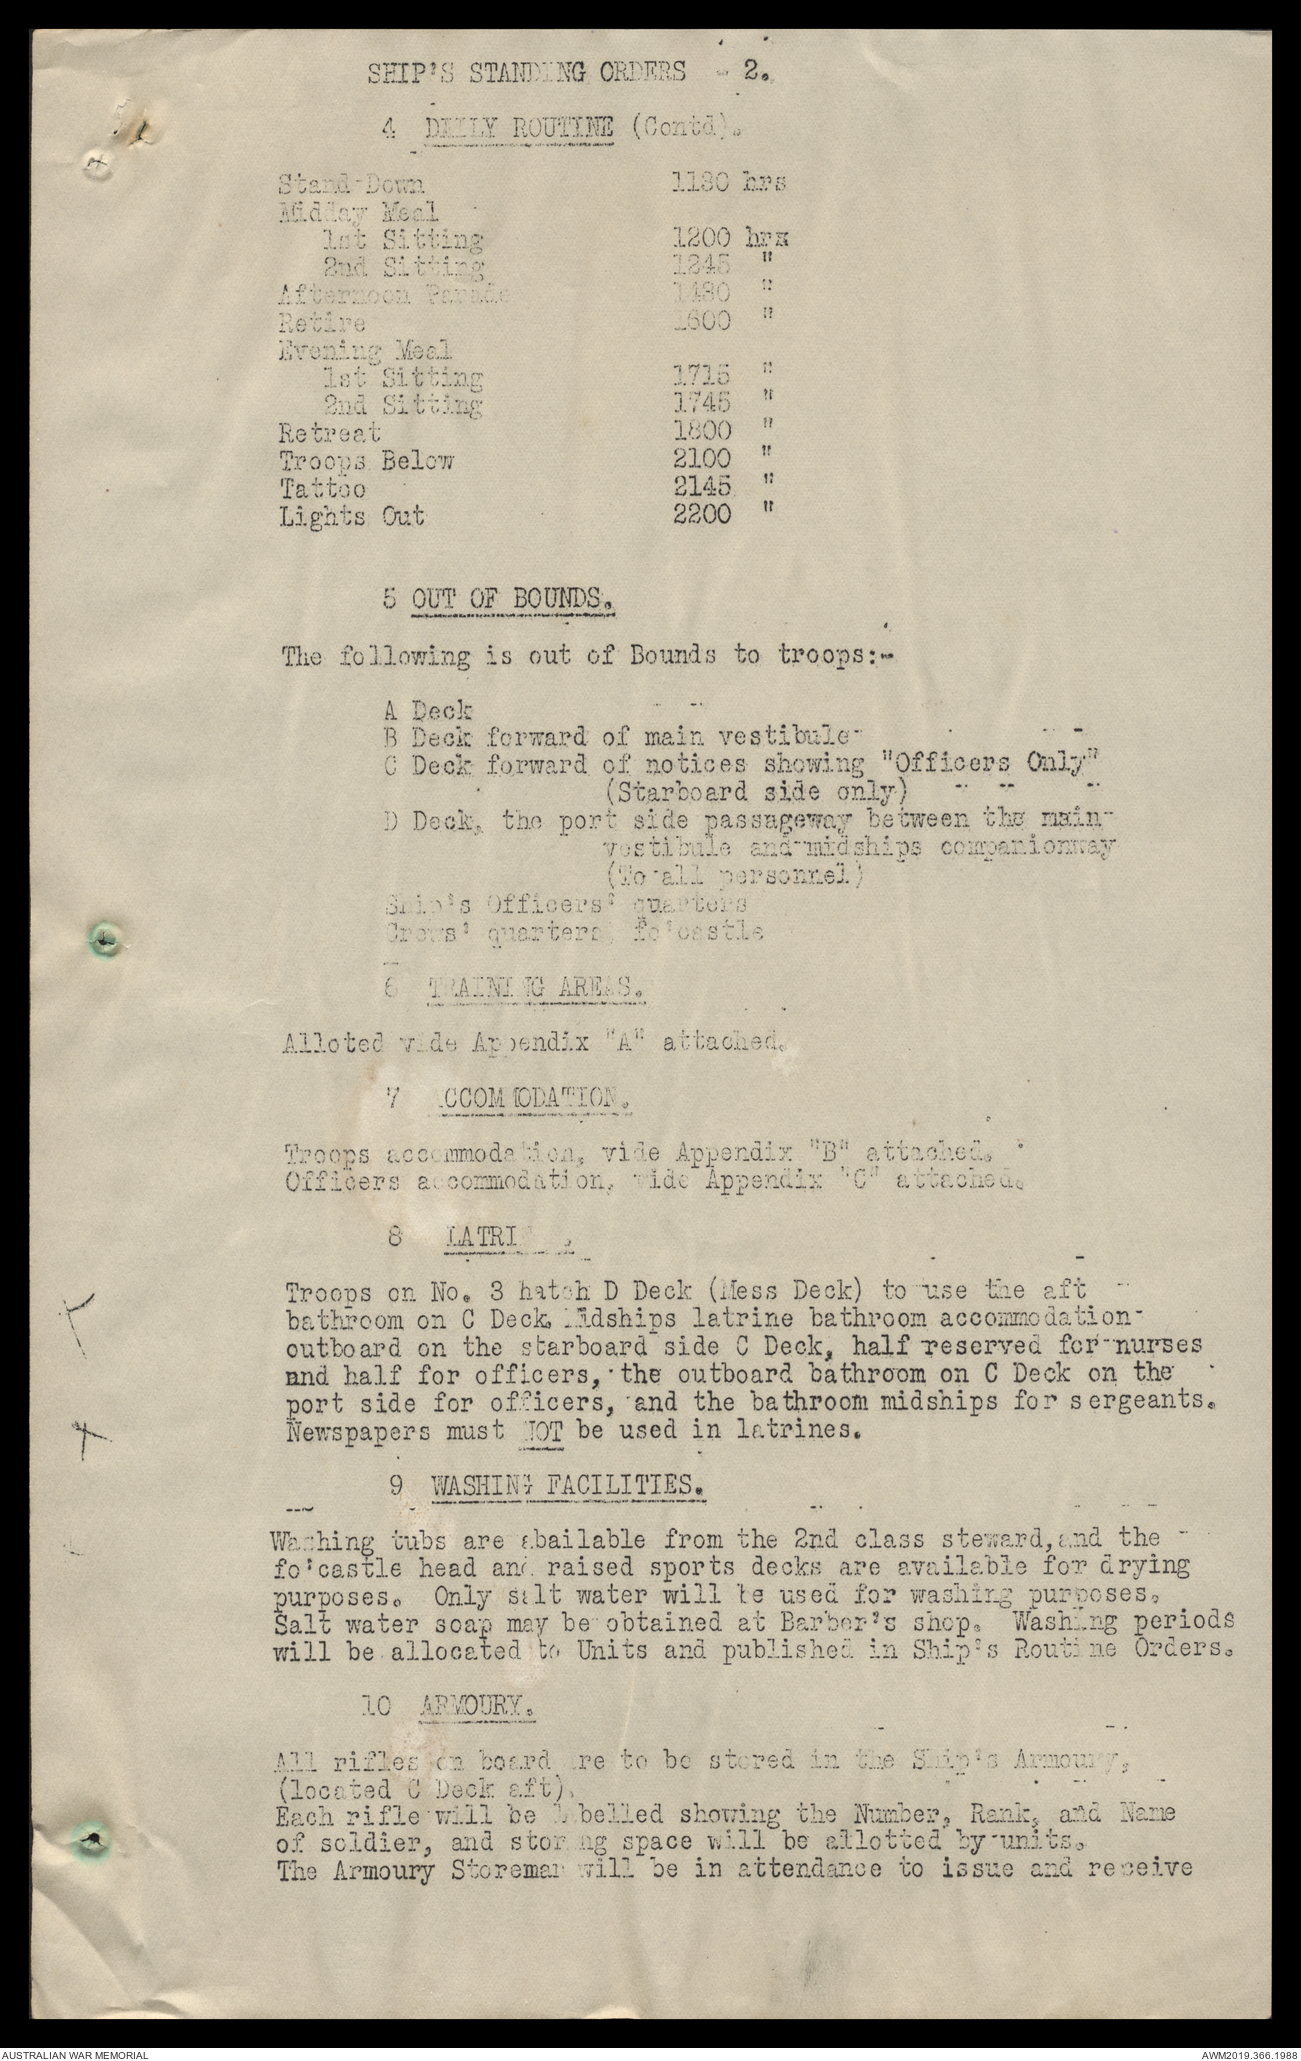 SHIP'S STANDING ORDERS - 2.
4 DAILY ROUTINE (Contd).
Stand-Down 1130 hrs
Midday Meal
1st Sitting 1200 hrs
2nd Sitting 1245 "
Afternoon Parade 1430 "
Retire 1600 "
Evening Meal
1st Sitting 1715 "
2nd Sitting 1745 "
Retreat 1800 "
Troops Below 2100 "
Tattoo 2145 "
Lights Out 2200 "
5 OUT OF BOUNDS.
The following is out of Bounds to troops:-
A Deck
B Deck forward of main vestibule
C Deck forward of notices showing "Officers Only"
(Starboard side only)
D Deck, the port side passageway between the main
vestibule and midships companionway
(To all personnel)
Ship's Officers' quarters
Crews' quarters, fo'castle
6 TRAINING AREAS.
Alloted vide Appendix "A" attached.
7 ACCOMMODATION.
Troops accommodation, vide Appendix "B" attached.
Officers accommodation, vide Appendix "C" attached.
8 LATRI
Troops on No. 3 hatch D Deck (Mess Deck) to use the aft
bathroom on C Deck, Midships latrine bathroom accommodation
outboard on the starboard side C Deck, half reserved for nurses
and half for officers, the outboard bathroom on C Deck on the
port side for officers, and the bathroom midships for sergeants.
Newspapers must NOT be used in latrines.
9 WASHING FACILITIES.
Washing tubs are abailable from the 2nd class steward, and the
fo'castle head and raised sports decks are available for drying
purposes. Only salt water will be used for washing purposes.
Salt water soap may be obtained at Barber's shop. Washing periods
will be allocated to Units and published in Ship's Routine Orders.
10 ARMOURY.
All rifles on board are to be stored in the Ship's Armoury,
(located C Deck aft).
Each rifle will be labelled showing the Number, Rank, and Name
of soldier, and storing space will be allotted by units.
The Armoury Storeman will be in attendance to issue and receive
AUSTRALIAN WAR MEMORIAL AWM2019.366.1988